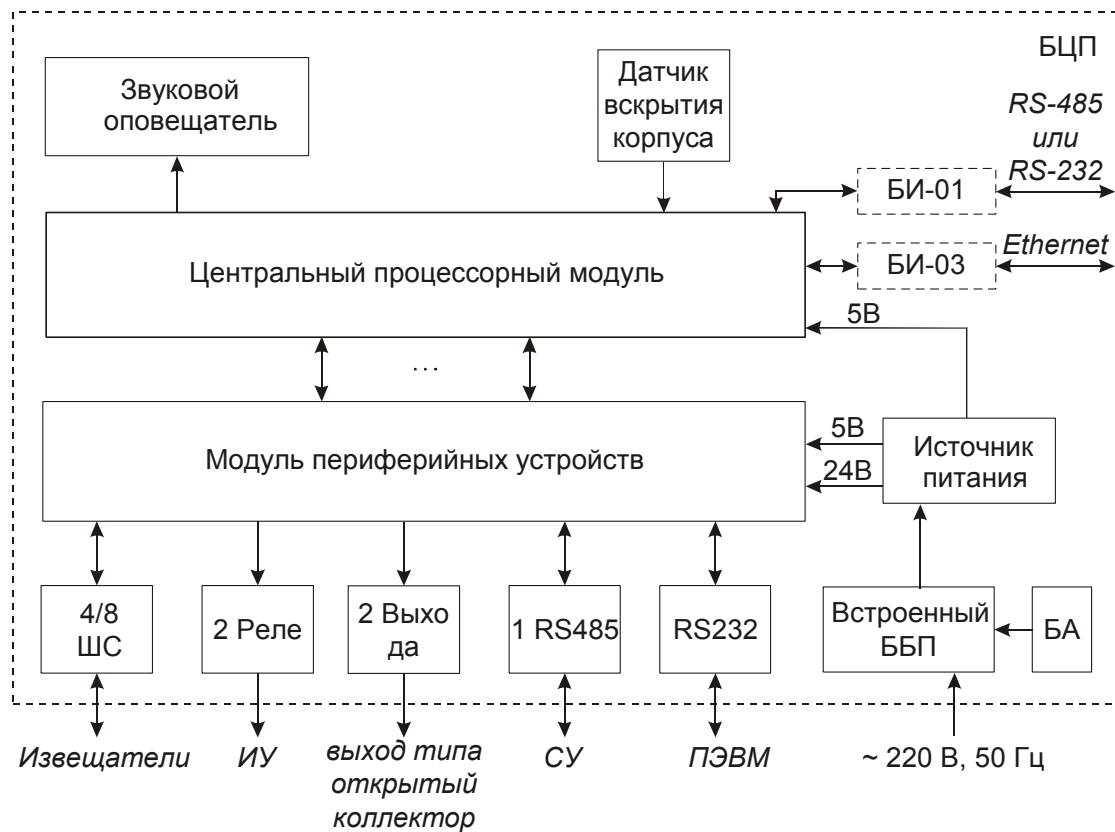 БЦП
Звуковой
оповещатель
Датчик
вскрытия
корпуса
RS-485
или
RS-232
БИ-01
Ethernet
БИ-03
Центральный процессорный модуль
5В
...
Модуль периферийных устройств
5В
24В
Источник
питания
4/8
ШС
2 Реле
2 Выхо
да
1 RS485
RS232
Встроенный
ББП
БА
Извещатели
ИУ
выход типа
открытый
коллектор
СУ
ПЭВМ
~ 220 В, 50 Гц